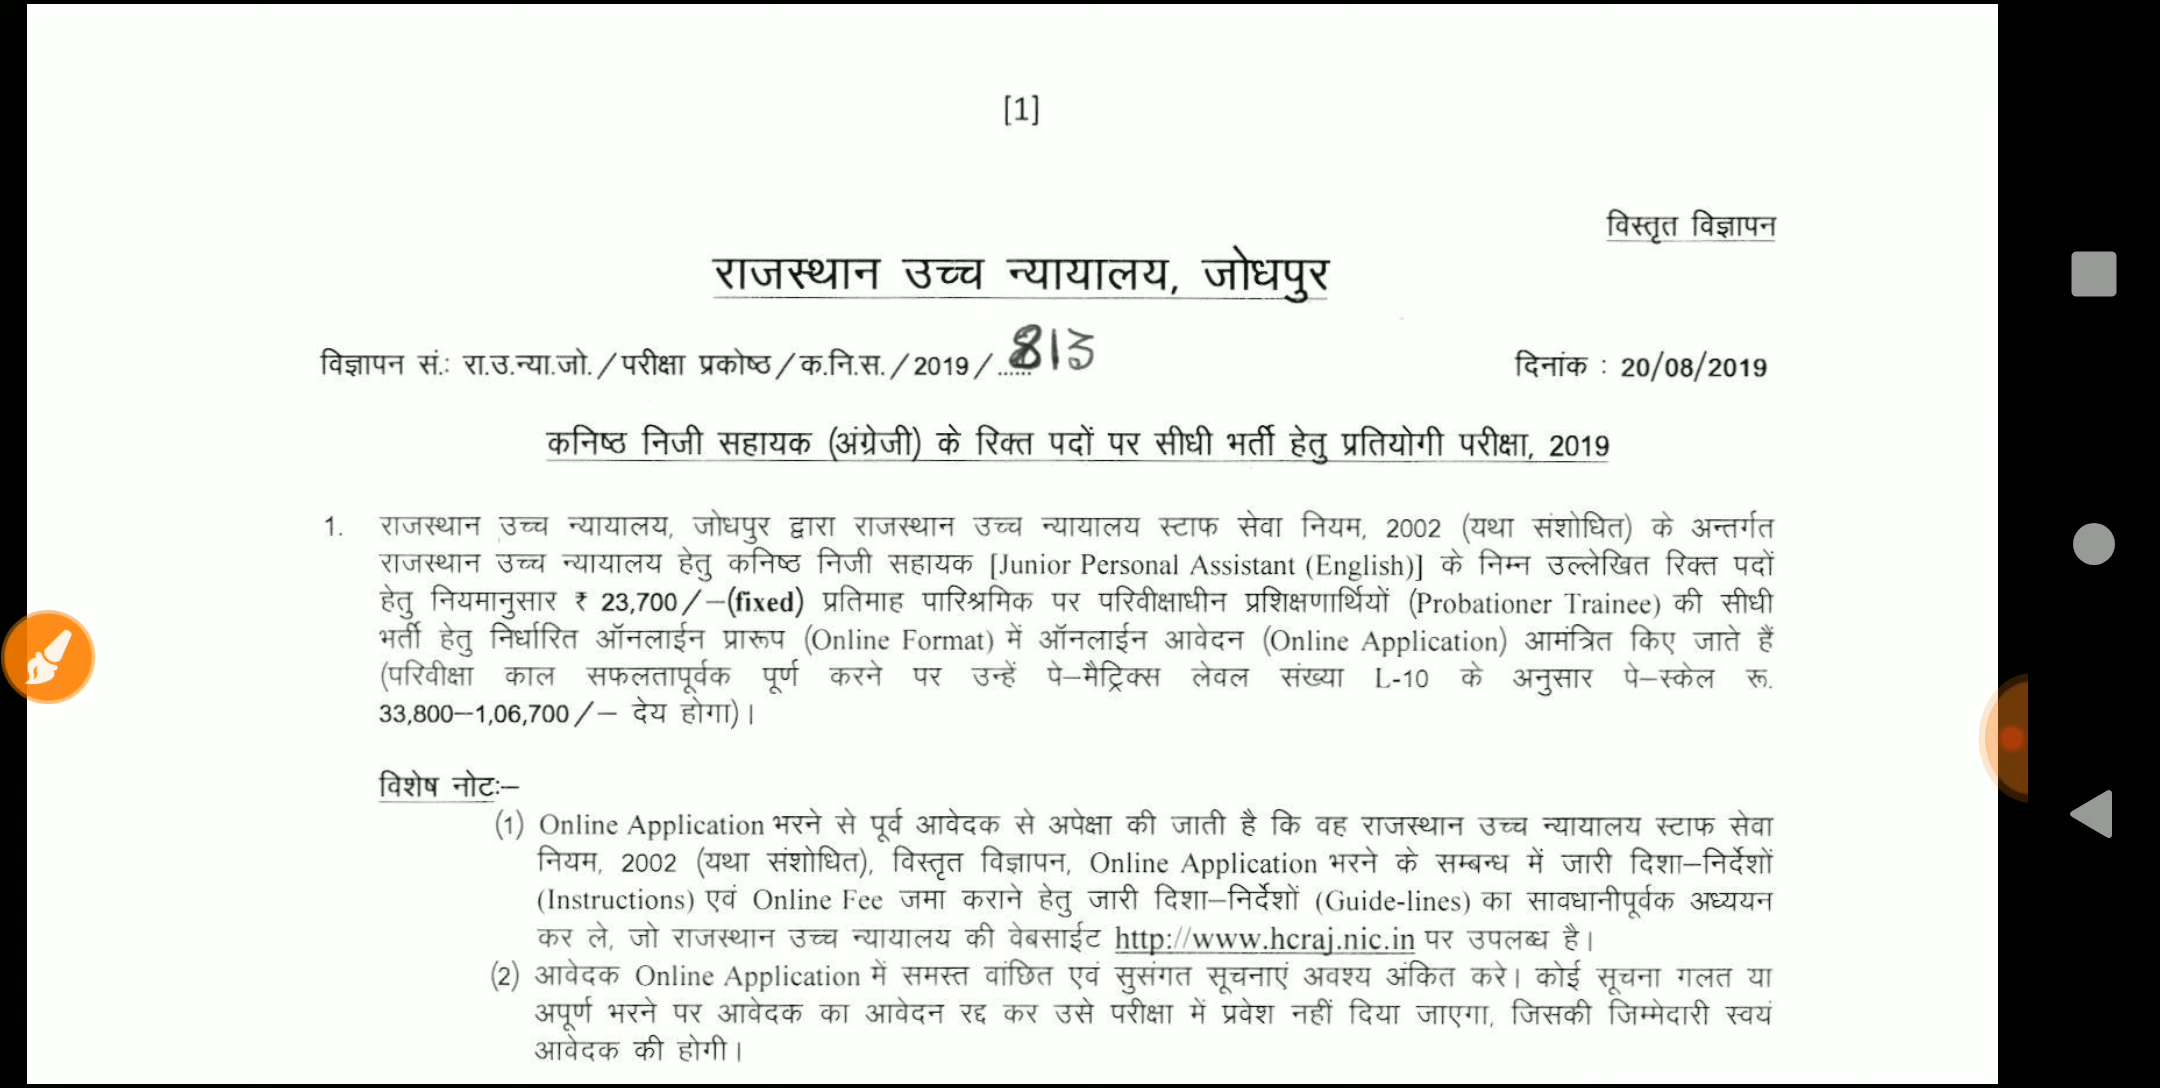 [1]
विस्तृत विज्ञापन
राजस्थान उच्च न्यायालय, जोधपुर
विज्ञापन सं.: रा.उ.न्या.जो./परीक्षा प्रकोष्ठ/क.नि.स./2019/......813 दिनांक : 20/08/2019
कनिष्ठ निजी सहायक (अंग्रेजी) के रिक्त पदों पर सीधी भर्ती हेतु प्रतियोगी परीक्षा, 2019
1. राजस्थान उच्च न्यायालय, जोधपुर द्वारा राजस्थान उच्च न्यायालय स्टाफ सेवा नियम, 2002 (यथा संशोधित) के अन्तर्गत
राजस्थान उच्च न्यायालय हेतु कनिष्ठ निजी सहायक [Junior Personal Assistant (English)] के निम्न उल्लेखित रिक्त पदों
हेतु नियमानुसार ₹ 23,700/–(fixed) प्रतिमाह पारिश्रमिक पर परिवीक्षाधीन प्रशिक्षणार्थियों (Probationer Trainee) की सीधी
भर्ती हेतु निर्धारित ऑनलाईन प्रारूप (Online Format) में ऑनलाईन आवेदन (Online Application) आमंत्रित किए जाते हैं
(परिवीक्षा काल सफलतापूर्वक पूर्ण करने पर उन्हें पे–मैट्रिक्स लेवल संख्या L-10 के अनुसार पे–स्केल रू.
33,800–1,06,700/– देय होगा)।
विशेष नोटः–
(1) Online Application भरने से पूर्व आवेदक से अपेक्षा की जाती है कि वह राजस्थान उच्च न्यायालय स्टाफ सेवा
नियम, 2002 (यथा संशोधित), विस्तृत विज्ञापन, Online Application भरने के सम्बन्ध में जारी दिशा–निर्देशों
(Instructions) एवं Online Fee जमा कराने हेतु जारी दिशा–निर्देशों (Guide-lines) का सावधानीपूर्वक अध्ययन
कर ले, जो राजस्थान उच्च न्यायालय की वेबसाईट http://www.hcraj.nic.in पर उपलब्ध है।
(2) आवेदक Online Application में समस्त वांछित एवं सुसंगत सूचनाएं अवश्य अंकित करे। कोई सूचना गलत या
अपूर्ण भरने पर आवेदक का आवेदन रद्द कर उसे परीक्षा में प्रवेश नहीं दिया जाएगा, जिसकी जिम्मेदारी स्वयं
आवेदक की होगी।